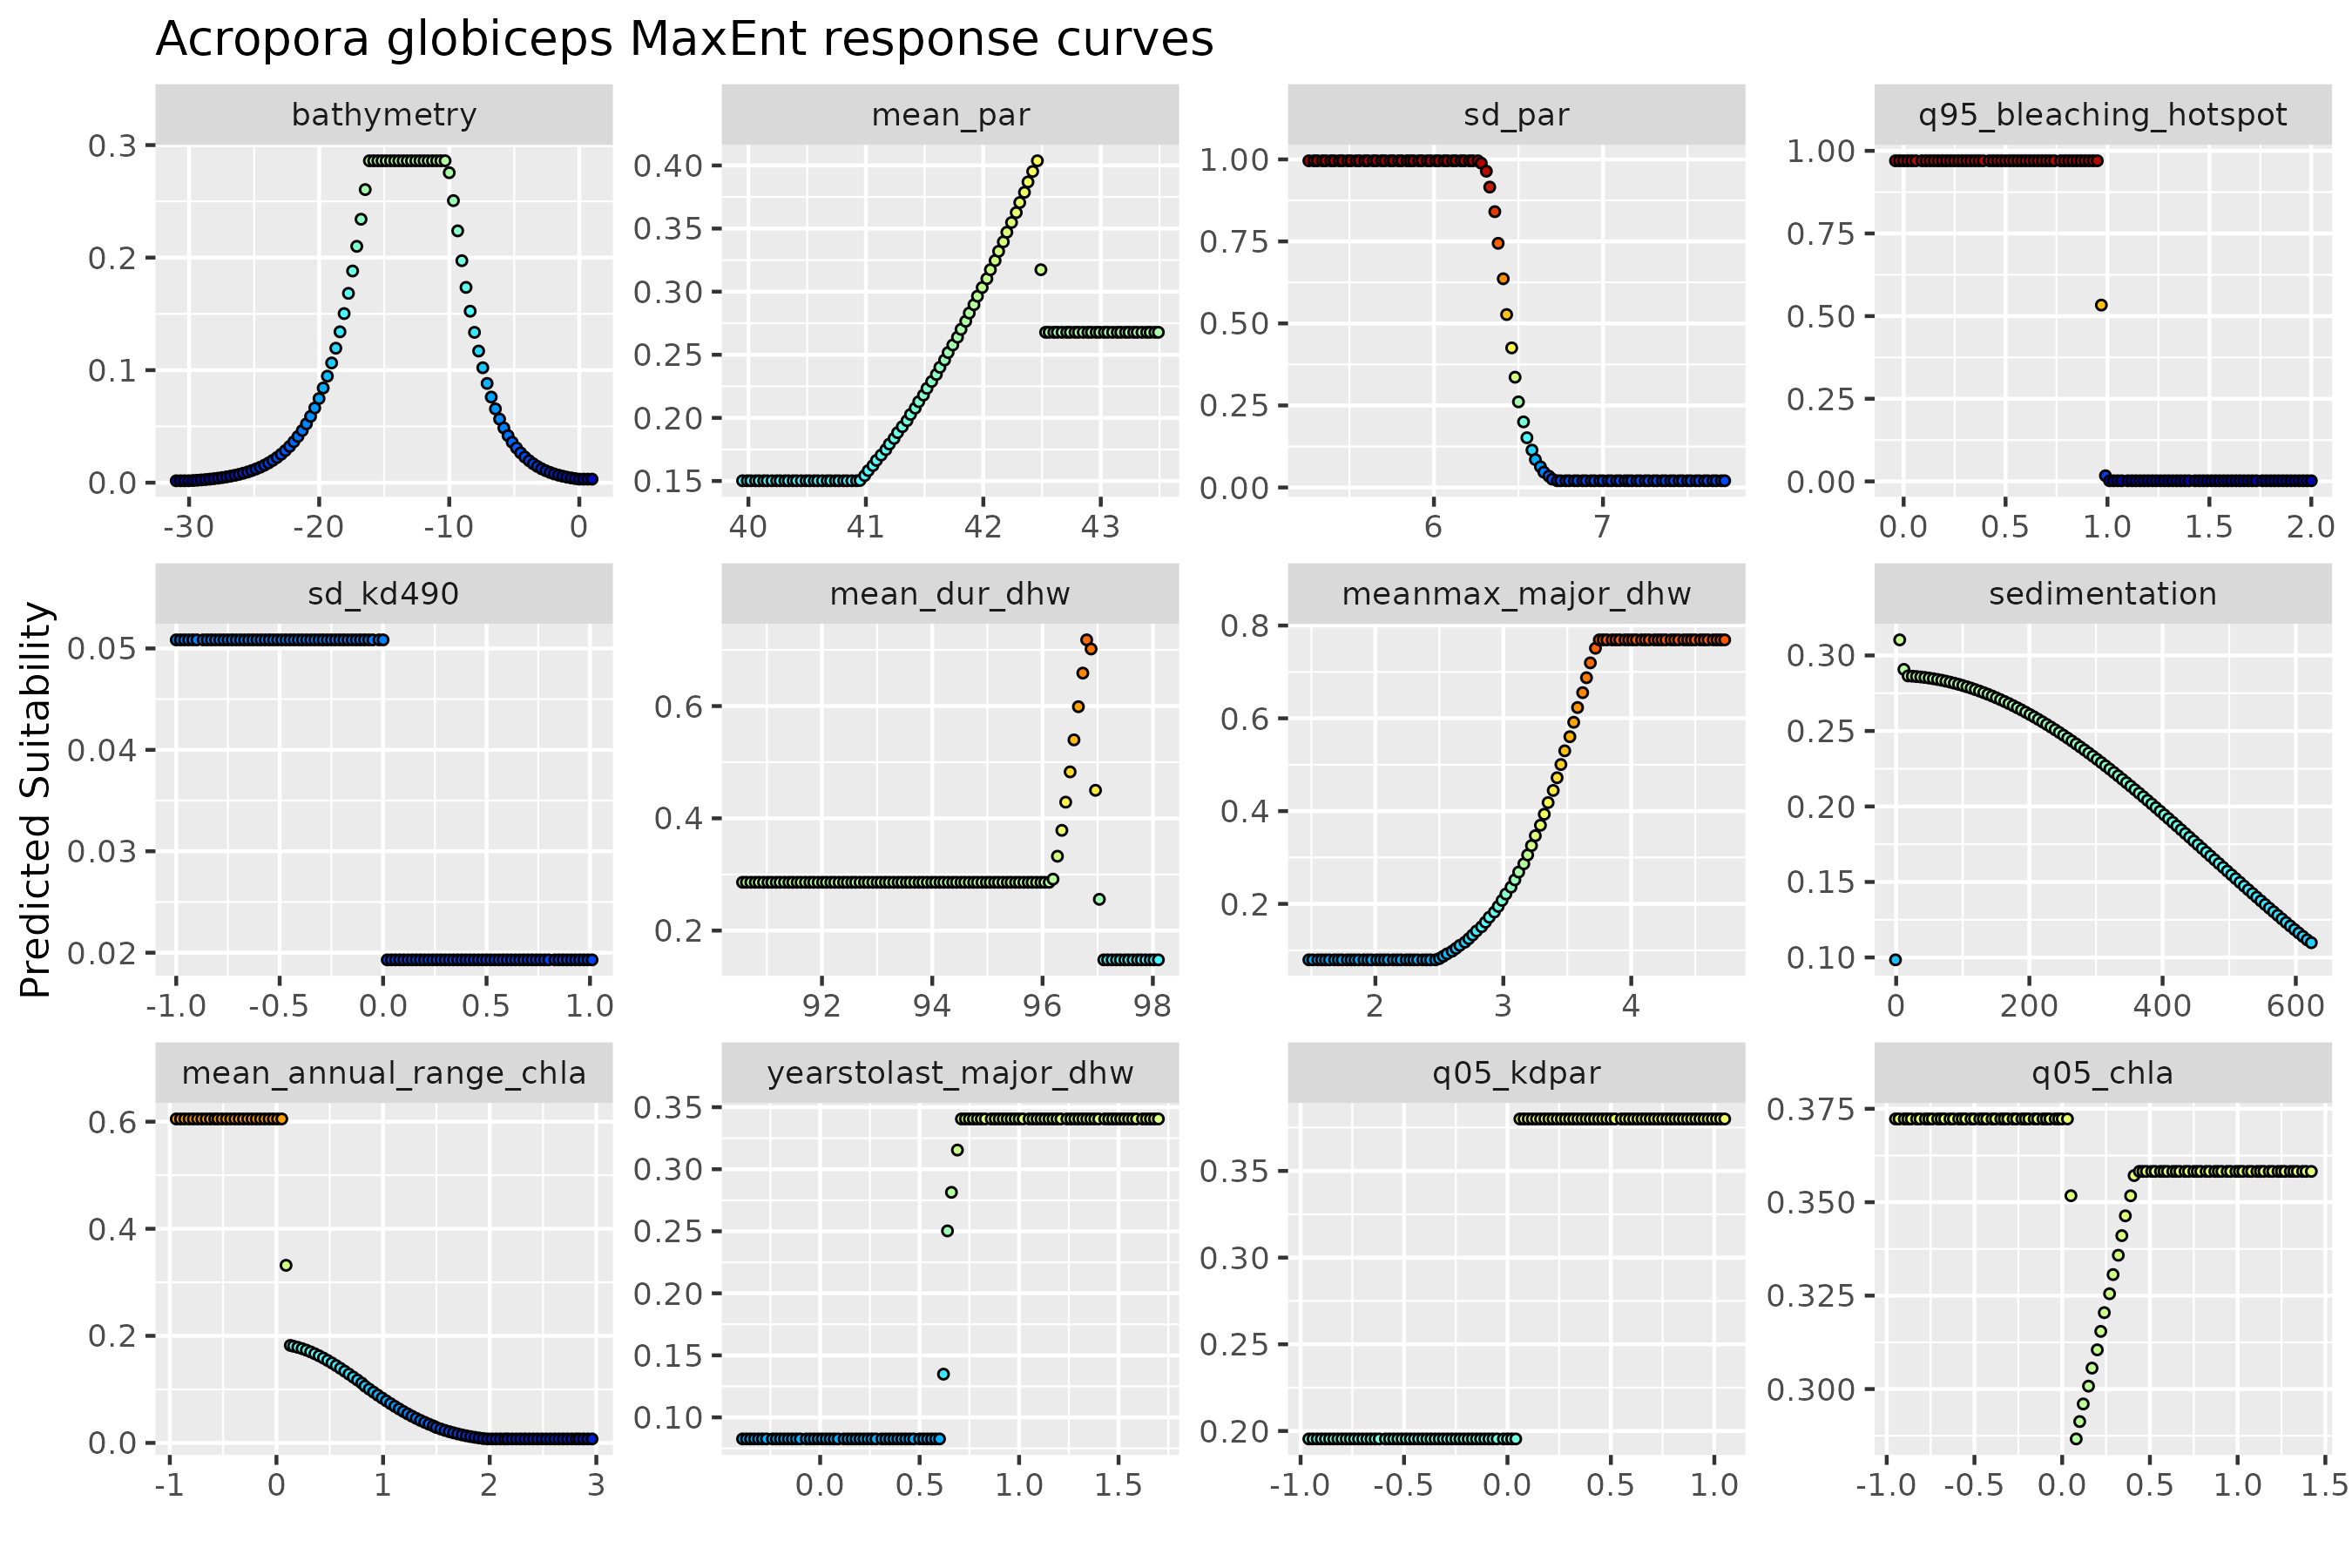 Acropora globiceps MaxEnt response curves
bathymetry
mean_par
sd_par
q95_bleaching_hotspot
0.3
0.2
0.1
0.0
-30 -20 -10 0
0.40
0.35
0.30
0.25
0.20
0.15
40 41 42 43
1.00
0.75
0.50
0.25
0.00
6 7
1.00
0.75
0.50
0.25
0.00
0.0 0.5 1.0 1.5 2.0
Predicted Suitability
sd_kd490
mean_dur_dhw
meanmax_major_dhw
sedimentation
0.05
0.04
0.03
0.02
-1.0 -0.5 0.0 0.5 1.0
0.6
0.4
0.2
92 94 96 98
0.8
0.6
0.4
0.2
2 3 4
0.30
0.25
0.20
0.15
0.10
0 200 400 600
mean_annual_range_chla
yearstolast_major_dhw
q05_kdpar
q05_chla
0.6
0.4
0.2
0.0
-1 0 1 2 3
0.35
0.30
0.25
0.20
0.15
0.10
0.0 0.5 1.0 1.5
0.35
0.30
0.25
0.20
-1.0 -0.5 0.0 0.5 1.0
0.375
0.350
0.325
0.300
-1.0 -0.5 0.0 0.5 1.0 1.5